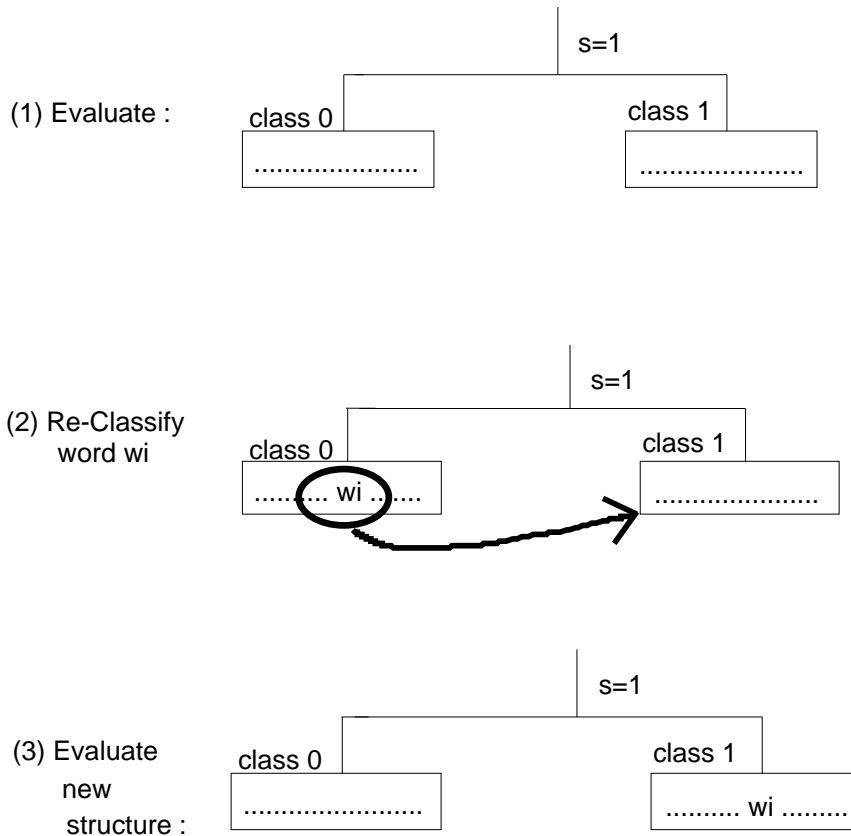 s=1
(1) Evaluate :
class 0
class 1
......................
......................
s=1
(2) Re-Classify
word wi
class 0
class 1
.......... wi .......
......................
s=1
(3) Evaluate
new
structure :
class 0
class 1
........................
.......... wi .........